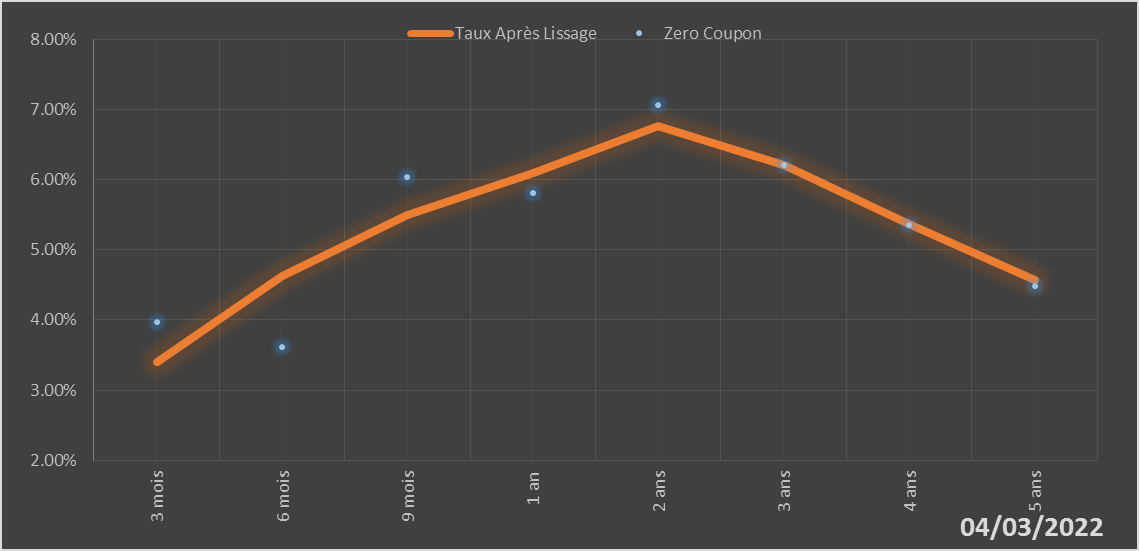 Taux Après Lissage Zero Coupon
8.00%
7.00%
6.00%
5.00%
4.00%
3.00%
2.00%
3 mois
6 mois
9 mois
1 an
2 ans
3 ans
4 ans
5 ans
04/03/2022